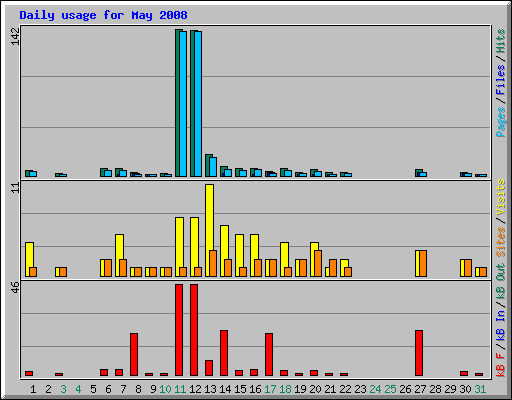 Daily usage for May 2008
142
Pages / Files / Hits
11
Sites / Visits
46
kB F / kB In / kB Out
1 2 3 4 5 6 7 8 9 10 11 12 13 14 15 16 17 18 19 20 21 22 23 24 25 26 27 28 29 30 31